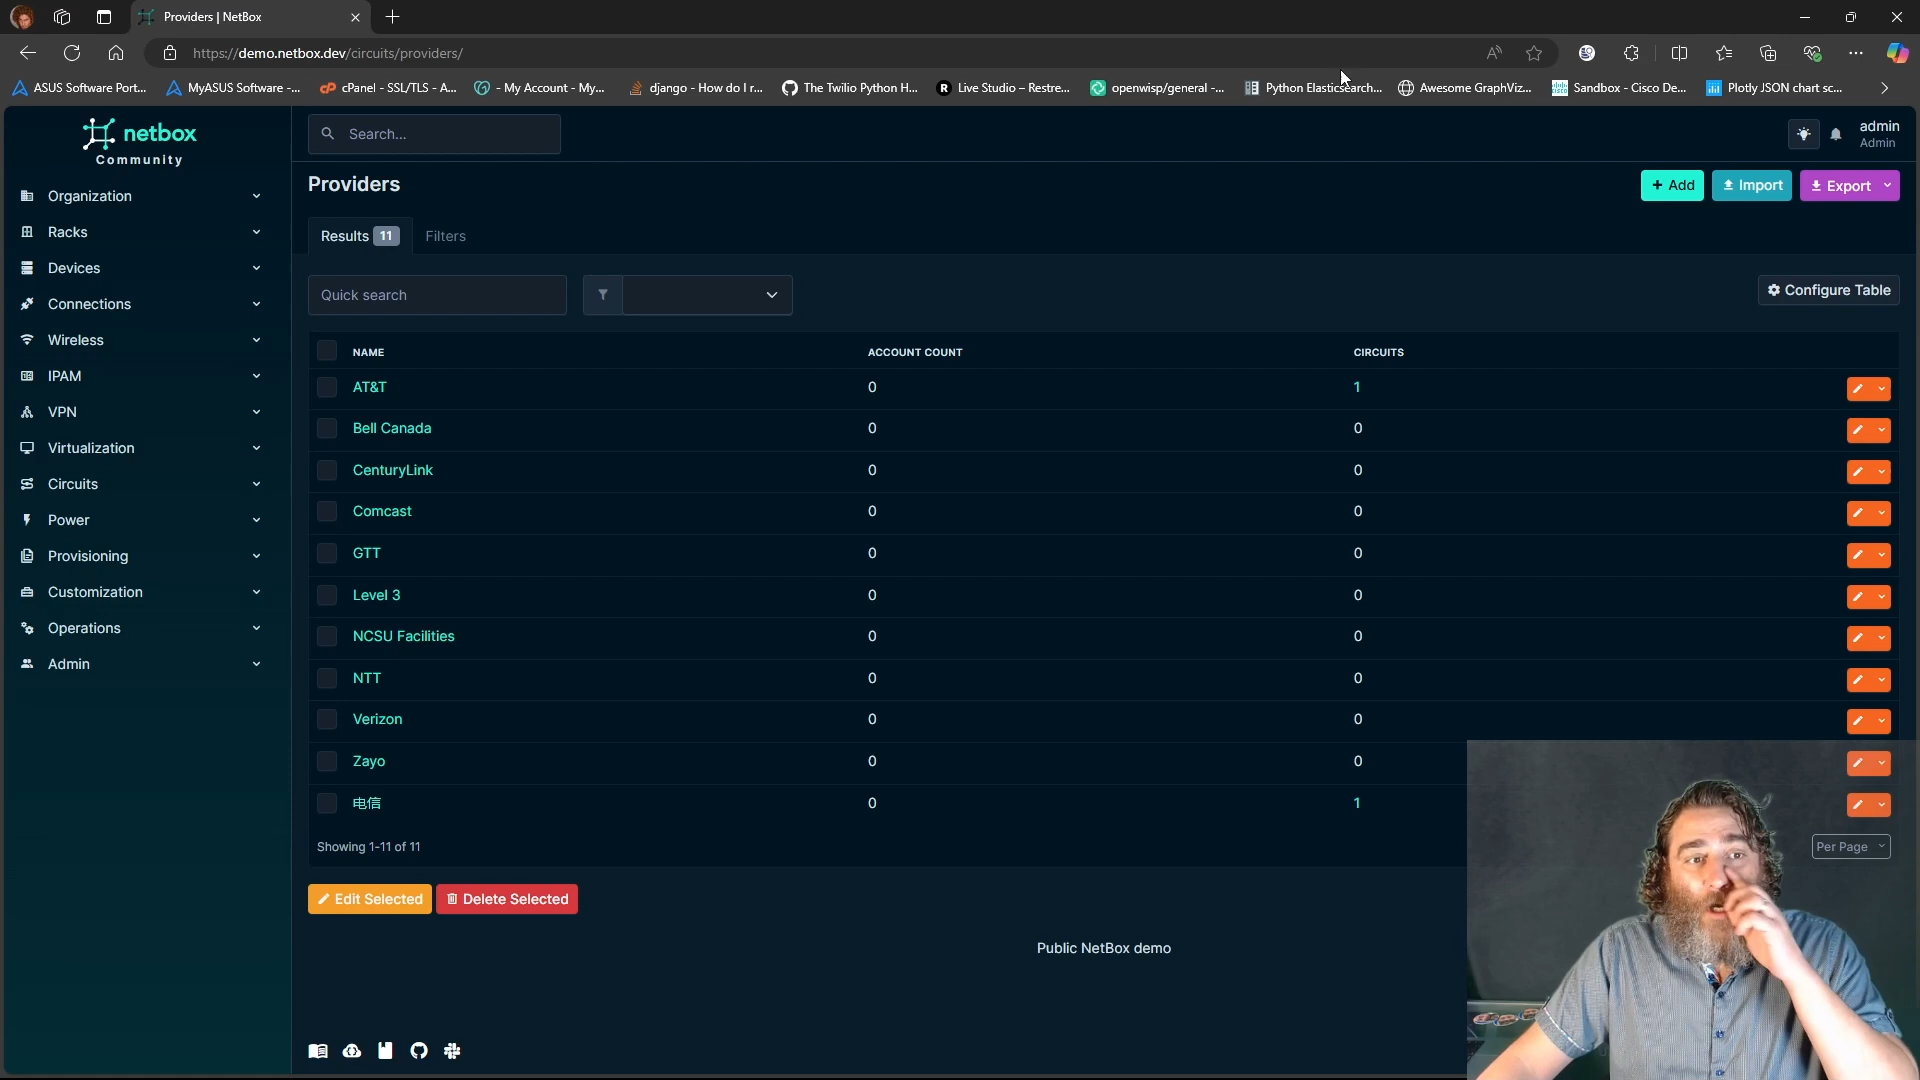 Providers | NetBox
https://demo.netbox.dev/circuits/providers/
ASUS Software Port...
MyASUS Software -...
cPanel - SSL/TLS - A...
- My Account - My...
django - How do I r...
The Twilio Python H...
Live Studio – Restre...
openwisp/general -...
Python Elasticsearch...
Awesome GraphViz...
Sandbox - Cisco De...
Plotly JSON chart sc...
netbox
Community
Search...
admin
Admin
Organization
Racks
Devices
Connections
Wireless
IPAM
VPN
Virtualization
Circuits
Power
Provisioning
Customization
Operations
Admin
Providers
+ Add
Import
Export
Results 11
Filters
Quick search
Configure Table
NAME ACCOUNT COUNT CIRCUITS
AT&T 0 1
Bell Canada 0 0
CenturyLink 0 0
Comcast 0 0
GTT 0 0
Level 3 0 0
NCSU Facilities 0 0
NTT 0 0
Verizon 0 0
Zayo 0 0
电信 0 1
Showing 1-11 of 11
Per Page
Edit Selected
Delete Selected
Public NetBox demo